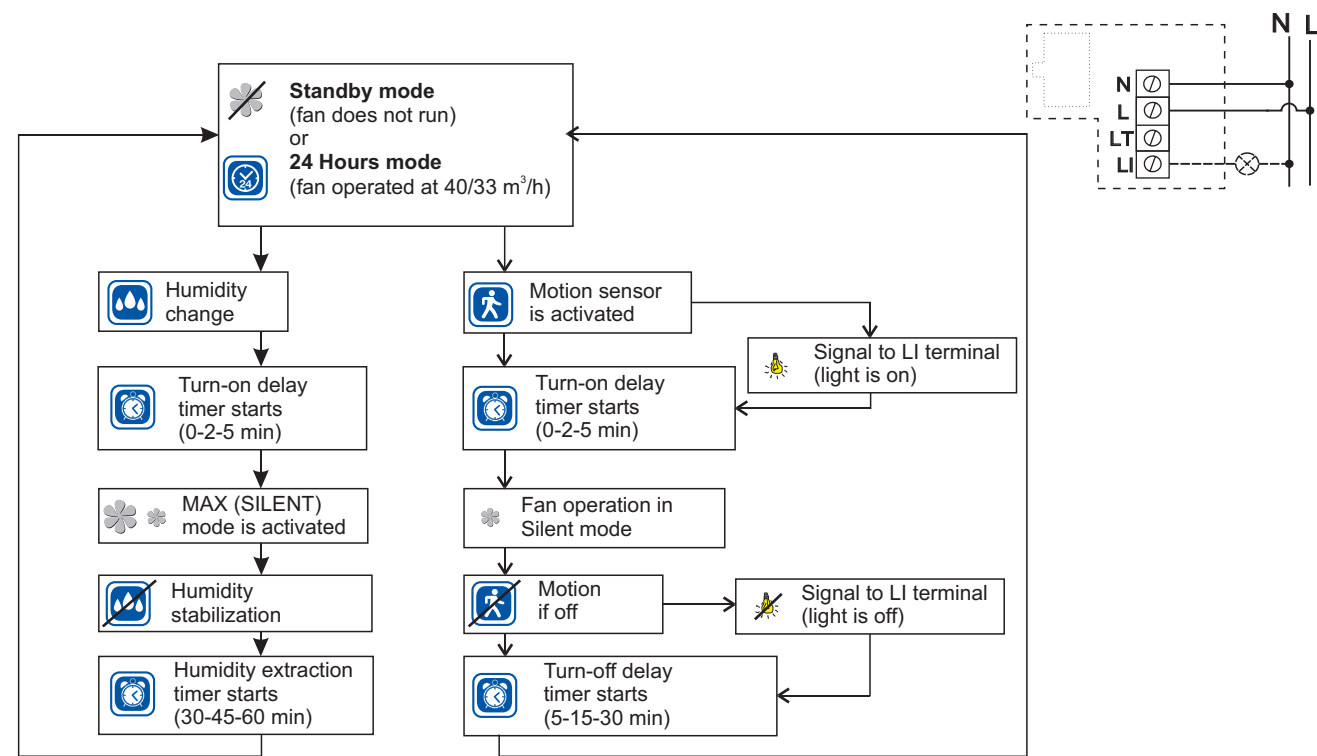 Standby mode
(fan does not run)
or
24 Hours mode
(fan operated at 40/33 m³/h)
24
Humidity
change
Turn-on delay
timer starts
(0-2-5 min)
MAX (SILENT)
mode is activated
Humidity
stabilization
Humidity extraction
timer starts
(30-45-60 min)
Motion sensor
is activated
Signal to LI terminal
(light is on)
Turn-on delay
timer starts
(0-2-5 min)
Fan operation in
Silent mode
Motion
if off
Signal to LI terminal
(light is off)
Turn-off delay
timer starts
(5-15-30 min)
N L
N
L
LT
LI